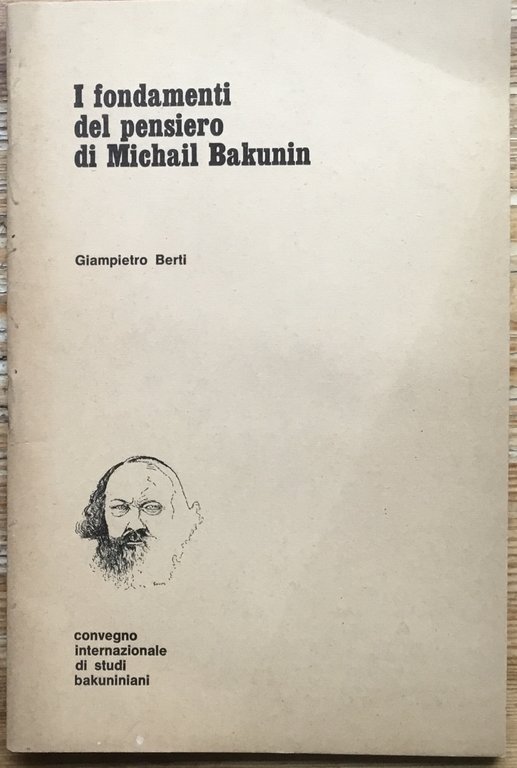 I fondamenti
del pensiero
di Michail Bakunin
Giampietro Berti
convegno
internazionale
di studi
bakuniniani